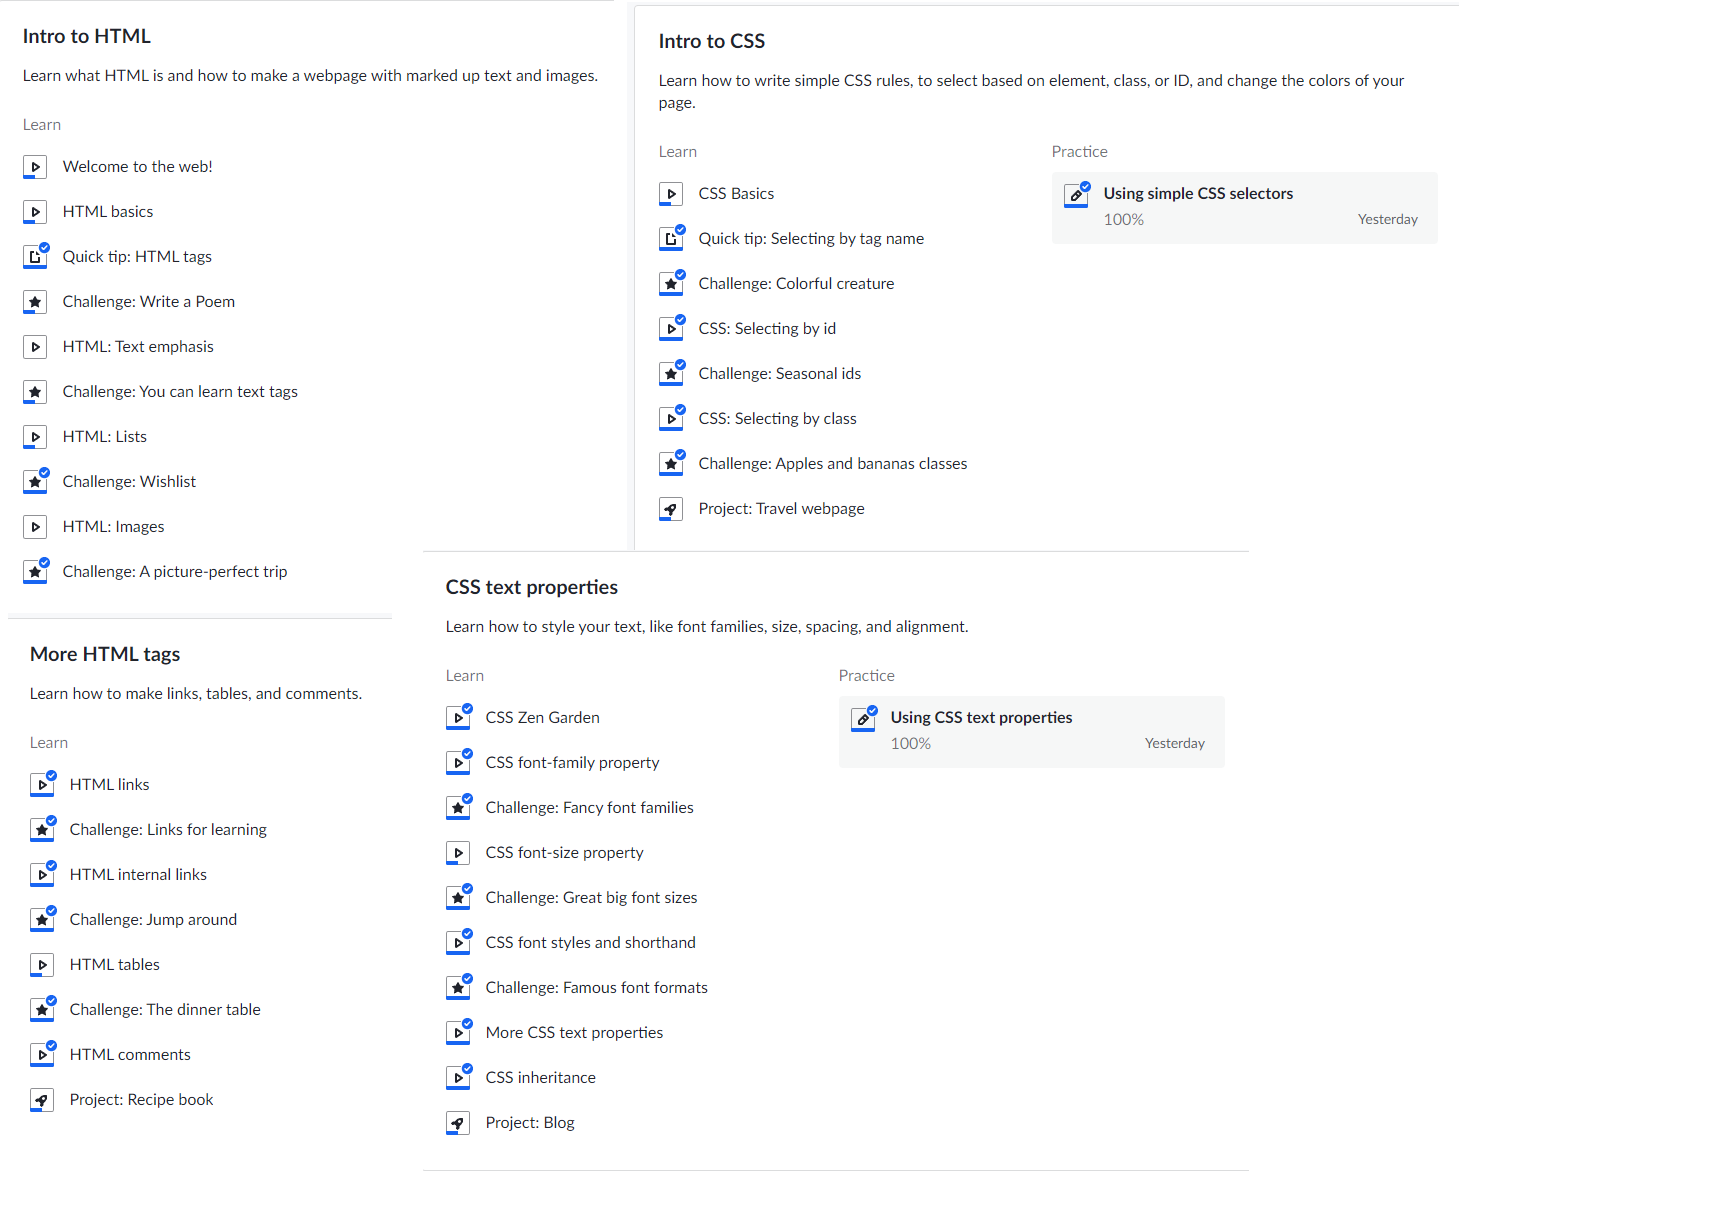 Intro to HTML
Learn what HTML is and how to make a webpage with marked up text and images.
Learn
Welcome to the web!
HTML basics
Quick tip: HTML tags
Challenge: Write a Poem
HTML: Text emphasis
Challenge: You can learn text tags
HTML: Lists
Challenge: Wishlist
HTML: Images
Challenge: A picture-perfect trip
Intro to CSS
Learn how to write simple CSS rules, to select based on element, class, or ID, and change the colors of your
page.
Learn
CSS Basics
Quick tip: Selecting by tag name
Challenge: Colorful creature
CSS: Selecting by id
Challenge: Seasonal ids
CSS: Selecting by class
Challenge: Apples and bananas classes
Project: Travel webpage
Practice
Using simple CSS selectors
100% Yesterday
More HTML tags
Learn how to make links, tables, and comments.
Learn
HTML links
Challenge: Links for learning
HTML internal links
Challenge: Jump around
HTML tables
Challenge: The dinner table
HTML comments
Project: Recipe book
CSS text properties
Learn how to style your text, like font families, size, spacing, and alignment.
Learn
CSS Zen Garden
CSS font-family property
Challenge: Fancy font families
CSS font-size property
Challenge: Great big font sizes
CSS font styles and shorthand
Challenge: Famous font formats
More CSS text properties
CSS inheritance
Project: Blog
Practice
Using CSS text properties
100% Yesterday